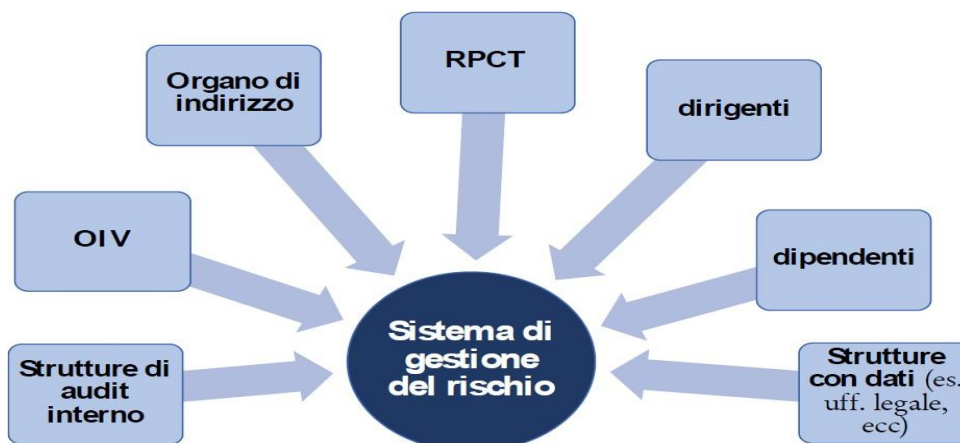 RPCT
Organo di
indirizzo
dirigenti
OIV
dipendenti
Sistema di
gestione
del rischio
Strutture di
audit
interno
Strutture
con dati (es.
uff. legale,
ecc)